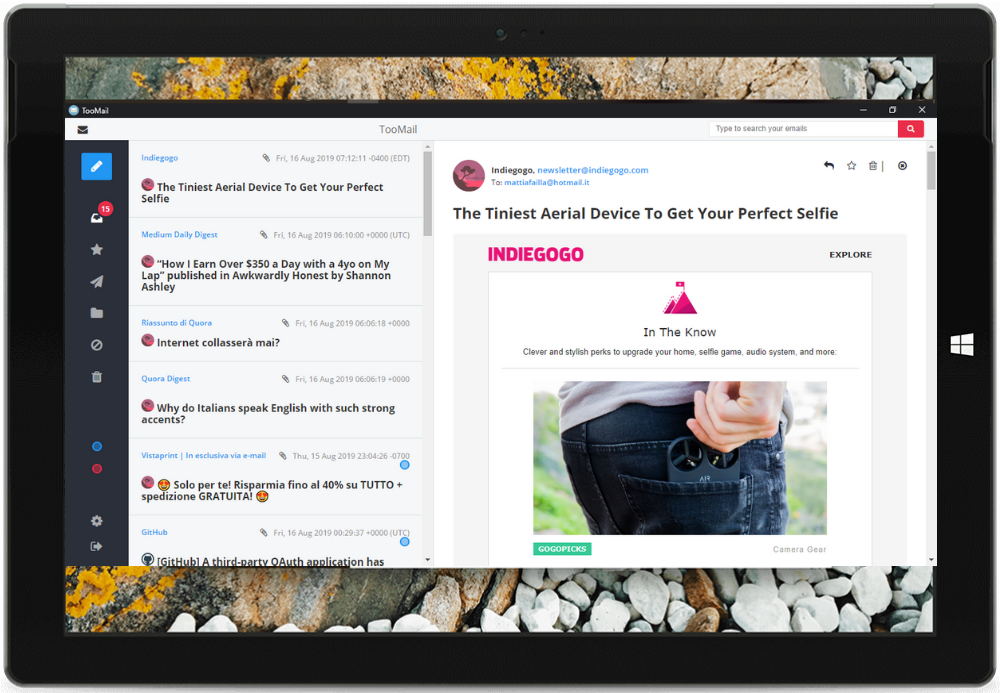 TooMail
TooMail
Type to search your emails
15
Indiegogo
Fri, 16 Aug 2019 07:12:11 -0400 (EDT)
The Tiniest Aerial Device To Get Your Perfect
Selfie
Medium Daily Digest
Fri, 16 Aug 2019 06:10:00 +0000 (UTC)
“How I Earn Over $350 a Day with a 4yo on My
Lap” published in Awkwardly Honest by Shannon
Ashley
Riassunto di Quora
Fri, 16 Aug 2019 06:06:18 +0000
Internet collasserà mai?
Quora Digest
Fri, 16 Aug 2019 06:06:19 +0000
Why do Italians speak English with such strong
accents?
Vistaprint | In esclusiva via e-mail
Thu, 15 Aug 2019 23:04:26 -0700
🤩 Solo per te! Risparmia fino al 40% su TUTTO +
spedizione GRATUITA! 🤩
GitHub
Fri, 16 Aug 2019 00:29:37 +0000 (UTC)
[GitHub] A third-party OAuth application has
Indiegogo, newsletter@indiegogo.com
To: mattiafailla@hotmail.it
The Tiniest Aerial Device To Get Your Perfect Selfie
INDIEGOGO
EXPLORE
In The Know
Clever and stylish perks to upgrade your home, selfie game, audio system, and more:
AIR
GOGOPICKS
Camera Gear